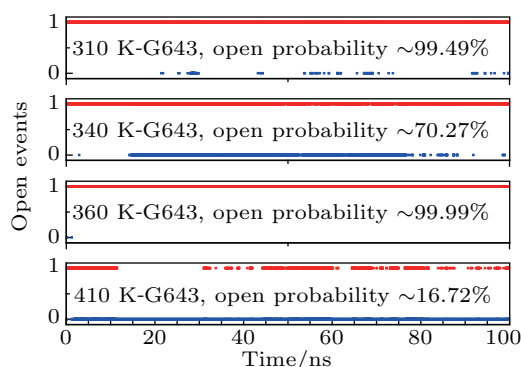 Open events
1
310 K-G643, open probability ~99.49%
0
1
340 K-G643, open probability ~70.27%
0
1
360 K-G643, open probability ~99.99%
0
1
410 K-G643, open probability ~16.72%
0
0 20 40 60 80 100
Time/ns